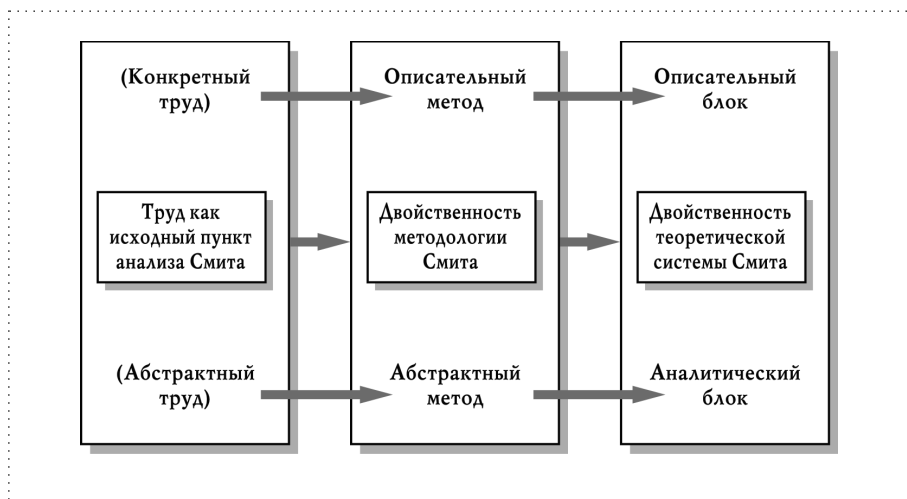 (Конкретный
труд)
Описательный
метод
Описательный
блок
Труд как
исходный пункт
анализа Смита
Двойственность
методологии
Смита
Двойственность
теоретической
системы Смита
(Абстрактный
труд)
Абстрактный
метод
Аналитический
блок